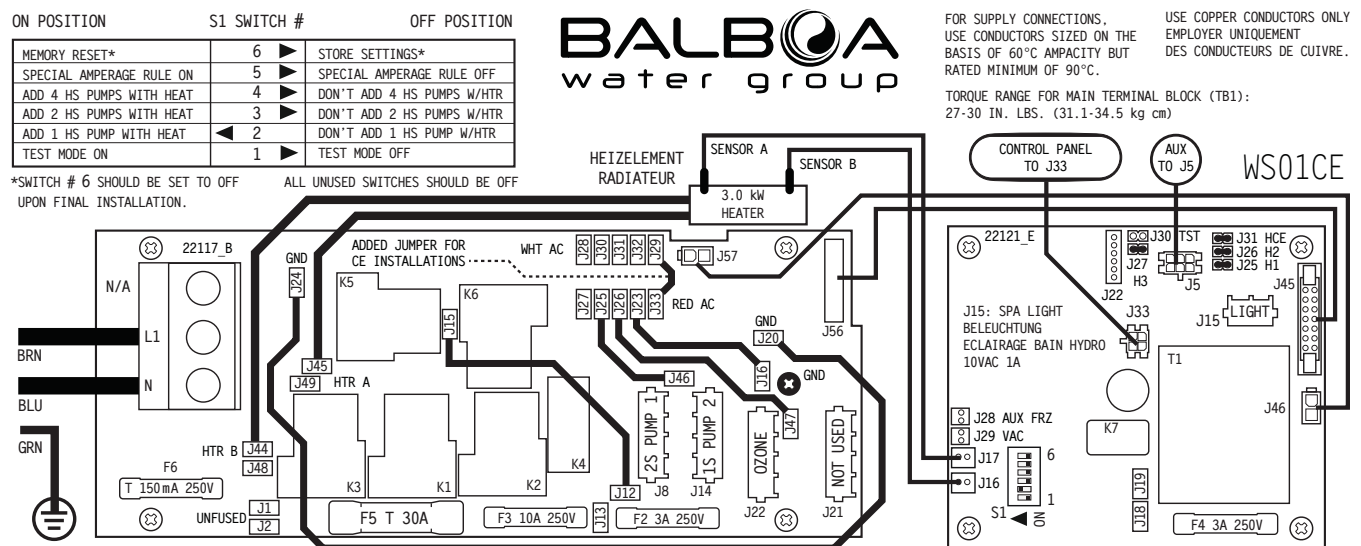 ON POSITION S1 SWITCH # OFF POSITION
MEMORY RESET* 6 STORE SETTINGS*
SPECIAL AMPERAGE RULE ON 5 SPECIAL AMPERAGE RULE OFF
ADD 4 HS PUMPS WITH HEAT 4 DON'T ADD 4 HS PUMPS W/HTR
ADD 2 HS PUMPS WITH HEAT 3 DON'T ADD 2 HS PUMPS W/HTR
ADD 1 HS PUMP WITH HEAT 2 DON'T ADD 1 HS PUMP W/HTR
TEST MODE ON 1 TEST MODE OFF
*SWITCH # 6 SHOULD BE SET TO OFF
UPON FINAL INSTALLATION.
ALL UNUSED SWITCHES SHOULD BE OFF
BALBOA
water group
FOR SUPPLY CONNECTIONS,
USE CONDUCTORS SIZED ON THE
BASIS OF 60°C AMPACITY BUT
RATED MINIMUM OF 90°C.
USE COPPER CONDUCTORS ONLY
EMPLOYER UNIQUEMENT
DES CONDUCTEURS DE CUIVRE.
TORQUE RANGE FOR MAIN TERMINAL BLOCK (TB1):
27-30 IN. LBS. (31.1-34.5 kg cm)
HEIZELEMENT
RADIATEUR
SENSOR A
SENSOR B
3.0 kW
HEATER
CONTROL PANEL
TO J33
AUX
TO J5
WS01CE
22117_B
N/A
L1
N
BRN
BLU
GRN
GND
J24
ADDED JUMPER FOR
CE INSTALLATIONS
WHT AC
J28
J30
J31
J32
J29
J57
K5
K6
J15
J27
J25
J26
J23
J33
RED AC
GND
J20
J56
J45
J49
HTR A
J46
J16
GND
J47
HTR B
J44
J48
K3
K1
K2
K4
2S PUMP 1
J8
1S PUMP 2
J14
OZONE
J22
NOT USED
J21
J12
J13
F6
T 150mA 250V
UNFUSED
J1
J2
F5 T 30A
F3 10A 250V
F2 3A 250V
22121_E
J30 TST
J27
H3
J22
J5
J31 HCE
J26 H2
J25 H1
J45
J15: SPA LIGHT
BELEUCHTUNG
ECLAIRAGE BAIN HYDRO
10VAC 1A
J33
J15
LIGHT
T1
J46
K7
J28 AUX FRZ
J29 VAC
J17
J16
6
1
S1
ON
J19
J18
F4 3A 250V